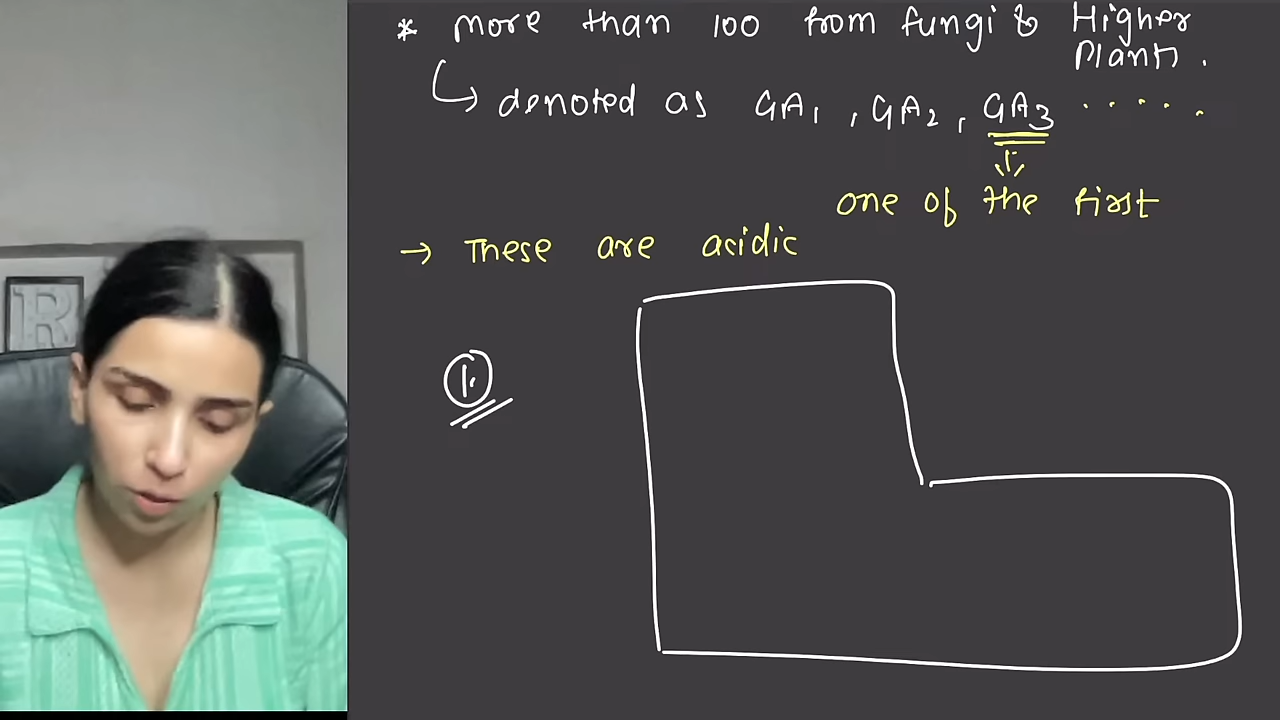 * more than 100 from fungi & Higher Plants.
↳ denoted as GA1, GA2, GA3 .....
one of the first
→ These are acidic
1.
R